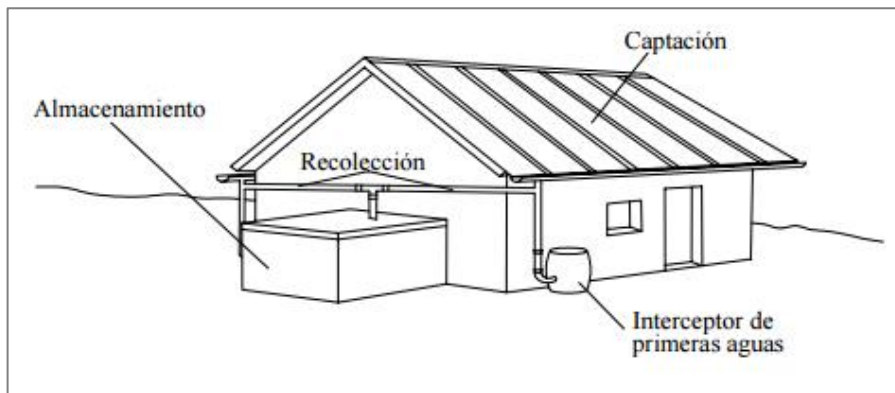 Captación
Almacenamiento
Recolección
Interceptor de
primeras aguas